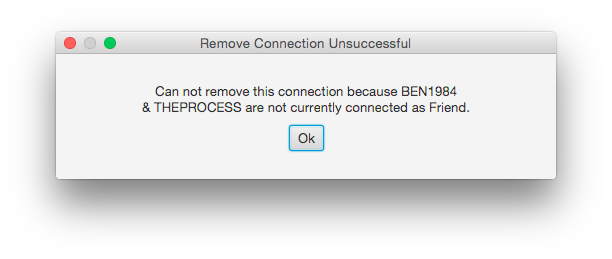 Remove Connection Unsuccessful
Can not remove this connection because BEN1984
& THEPROCESS are not currently connected as Friend.
Ok